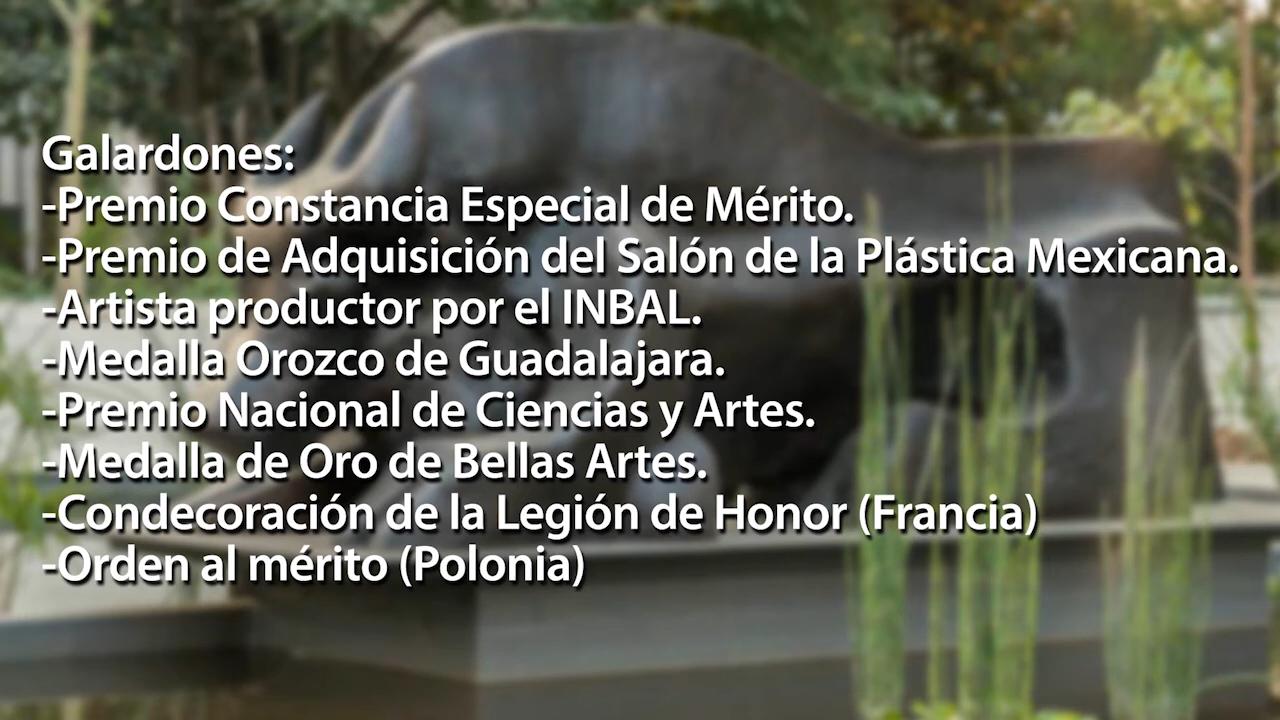 Galardones:
-Premio Constancia Especial de Mérito.
-Premio de Adquisición del Salón de la Plástica Mexicana.
-Artista productor por el INBAL.
-Medalla Orozco de Guadalajara.
-Premio Nacional de Ciencias y Artes.
-Medalla de Oro de Bellas Artes.
-Condecoración de la Legión de Honor (Francia)
-Orden al mérito (Polonia)